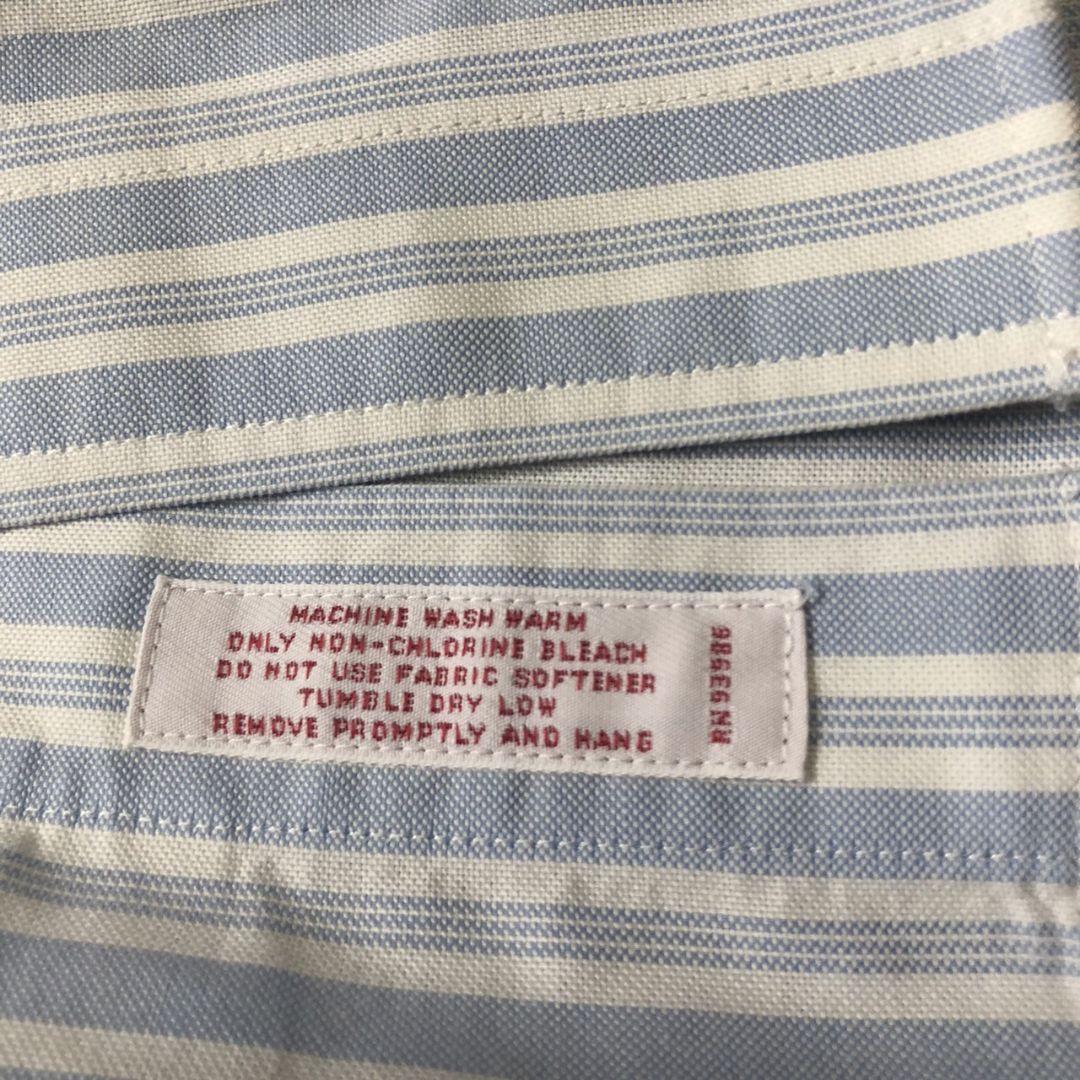 MACHINE WASH WARM
ONLY NON-CHLORINE BLEACH
DO NOT USE FABRIC SOFTENER
TUMBLE DRY LOW
REMOVE PROMPTLY AND HANG
RN 93986